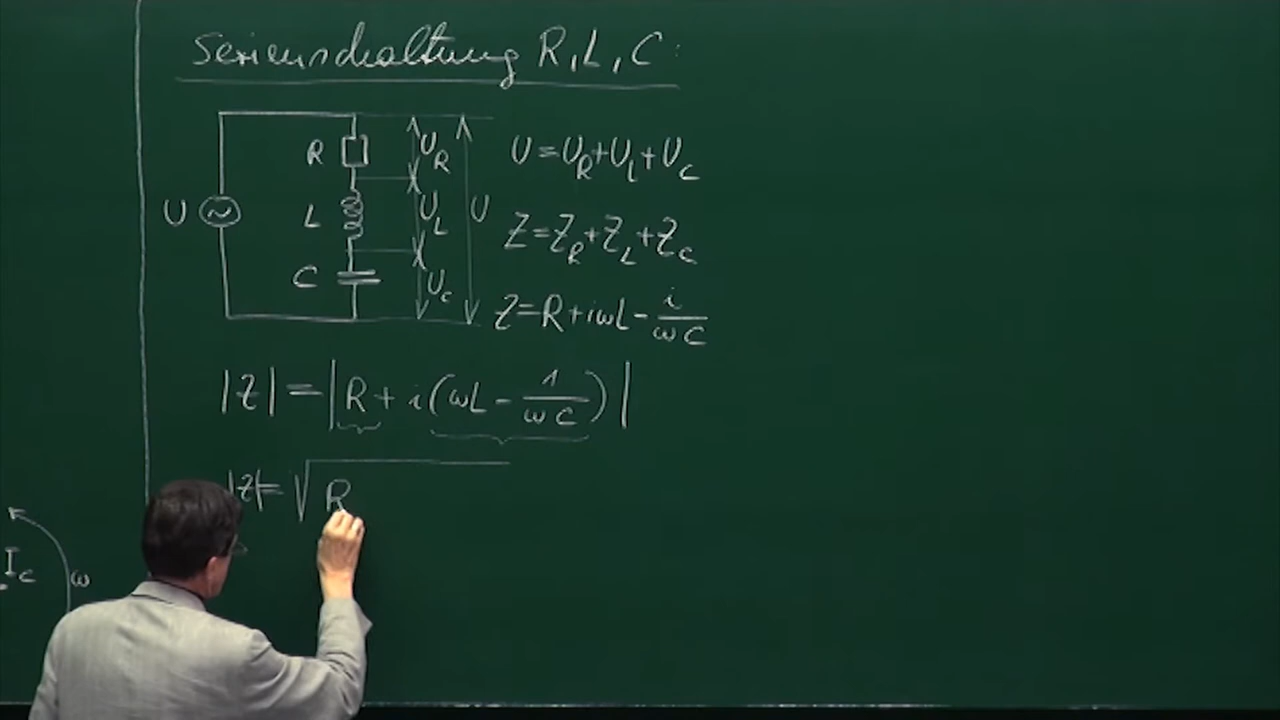 Serienschaltung R, L, C:
U
R
L
C
U_R
U_L
U_C
U
U = U_R + U_L + U_C
Z = Z_R + Z_L + Z_C
Z = R + iωL - i/(ωC)
|Z| = |R + i(ωL - 1/(ωC))|
|Z| = √R
I_C
ω